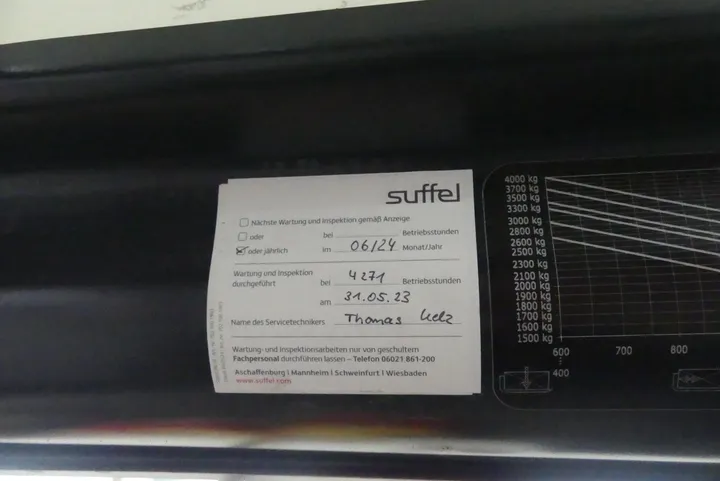 suffel
Nächste Wartung und Inspektion gemäß Anzeige
oder bei Betriebsstunden
oder jährlich im 06/24 Monat/Jahr
Wartung und Inspektion
durchgeführt bei 4271 Betriebsstunden
am 31.05.23
Name des Servicetechnikers Thomas
Wartung- und Inspektionsarbeiten nur von geschultem
Fachpersonal durchführen lassen – Telefon 06021 861-200
Aschaffenburg | Mannheim | Schweinfurt | Wiesbaden
www.suffel.com
4000 kg
3700 kg
3500 kg
3300 kg
3000 kg
2800 kg
2600 kg
2500 kg
2300 kg
2100 kg
2000 kg
1900 kg
1800 kg
1700 kg
1600 kg
1500 kg
600 700 800
400